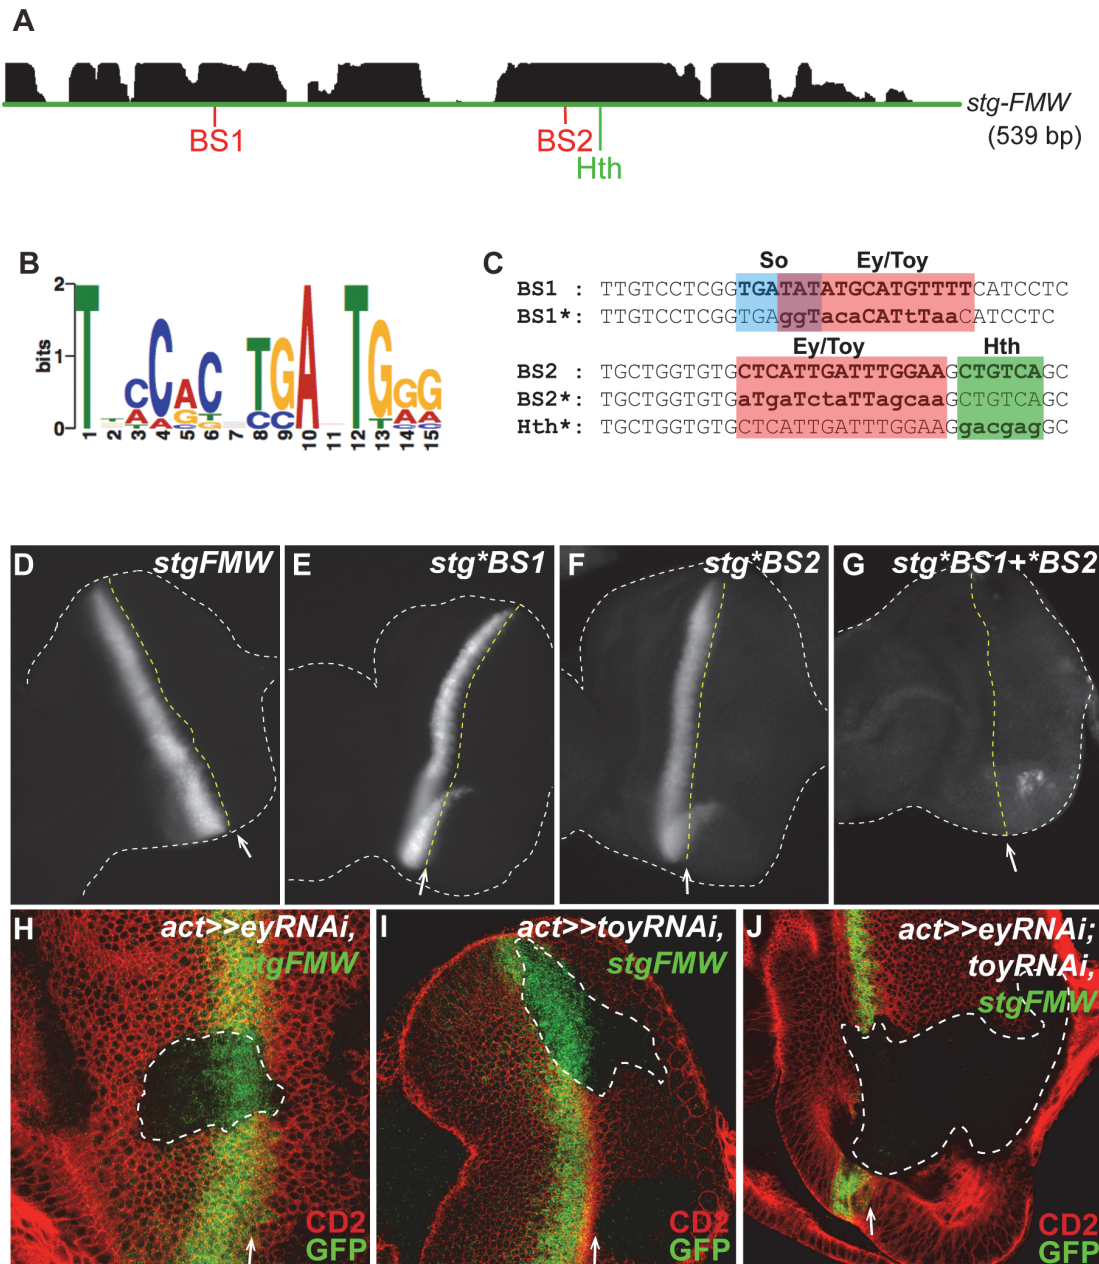 A
stg-FMW
(539 bp)
BS1
BS2
Hth
B
bits
2
1
0
1 2 3 4 5 6 7 8 9 10 11 12 13 14 15
C
So Ey/Toy
BS1 : TTGTCCTCGGTGATATATGCATGTTTTCATCCTC
BS1*: TTGTCCTCGGTGAggTacaCATtTaaCATCCTC
Ey/Toy Hth
BS2 : TGCTGGTGTGCTCATTGATTTGGAAGCTGTCAGC
BS2*: TGCTGGTGTGaTgaTctaTTagcaaGCTGTCAGC
Hth*: TGCTGGTGTGCTCATTGATTTGGAAGgacgagGC
D stgFMW
E stg*BS1
F stg*BS2
G stg*BS1+*BS2
H act>>eyRNAi,
stgFMW
CD2
GFP
I act>>toyRNAi,
stgFMW
CD2
GFP
J act>>eyRNAi;
toyRNAi,
stgFMW
CD2
GFP